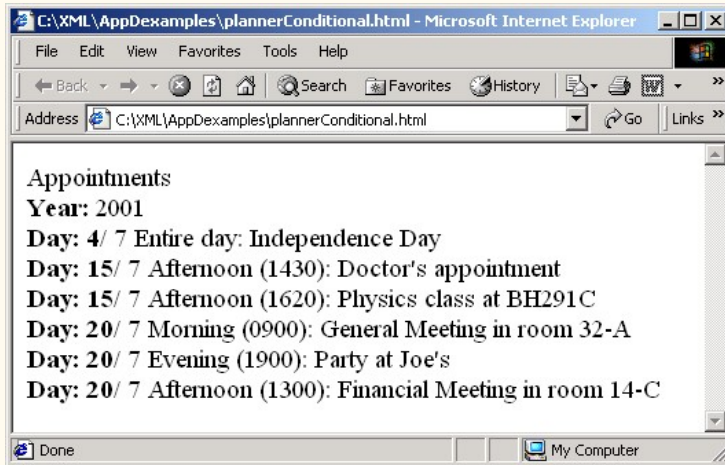 C:\XML\AppDexamples\plannerConditional.html - Microsoft Internet Explorer
File Edit View Favorites Tools Help
Back Search Favorites History W »
Address C:\XML\AppDexamples\plannerConditional.html Go Links »
Appointments
Year: 2001
Day: 4/ 7 Entire day: Independence Day
Day: 15/ 7 Afternoon (1430): Doctor's appointment
Day: 15/ 7 Afternoon (1620): Physics class at BH291C
Day: 20/ 7 Morning (0900): General Meeting in room 32-A
Day: 20/ 7 Evening (1900): Party at Joe's
Day: 20/ 7 Afternoon (1300): Financial Meeting in room 14-C
Done My Computer